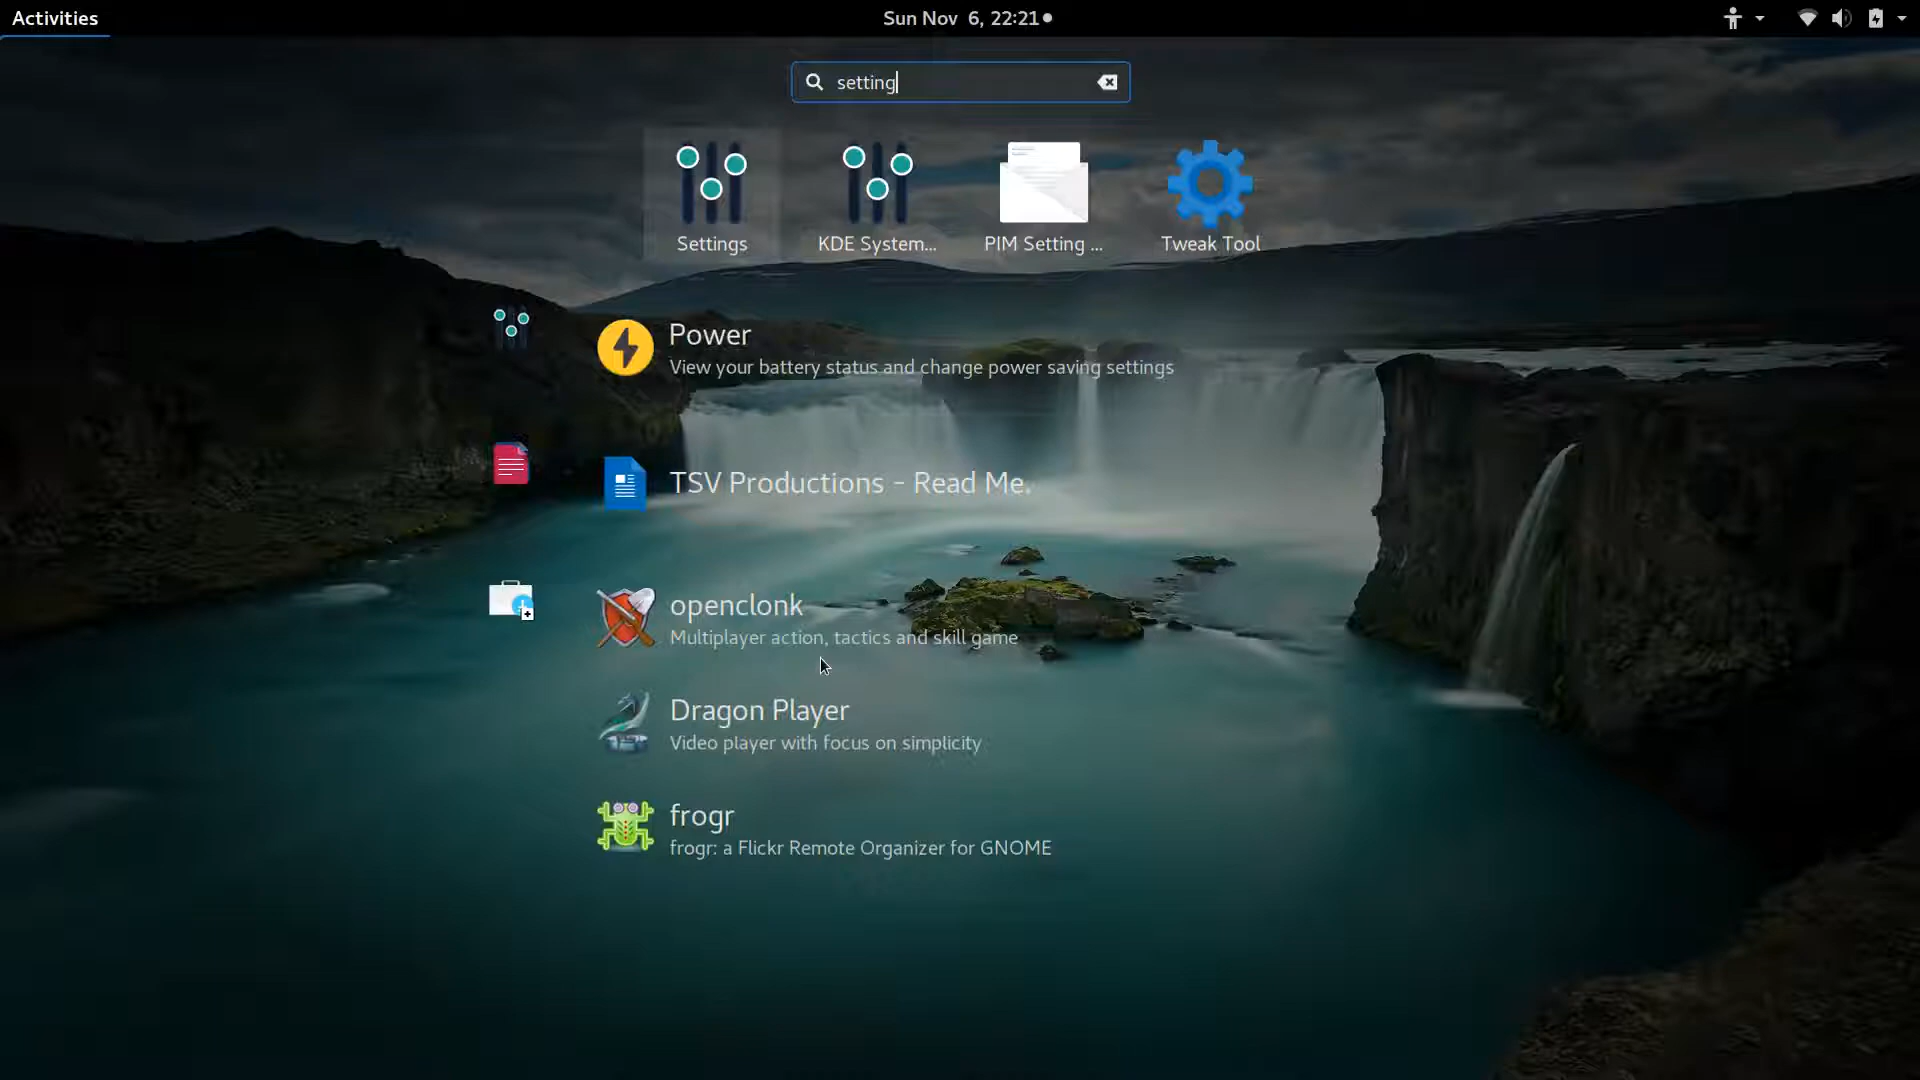 Activities
Sun Nov 6, 22:21
setting
Settings
KDE System...
PIM Setting ...
Tweak Tool
Power
View your battery status and change power saving settings
TSV Productions - Read Me.
openclonk
Multiplayer action, tactics and skill game
Dragon Player
Video player with focus on simplicity
frogr
frogr: a Flickr Remote Organizer for GNOME